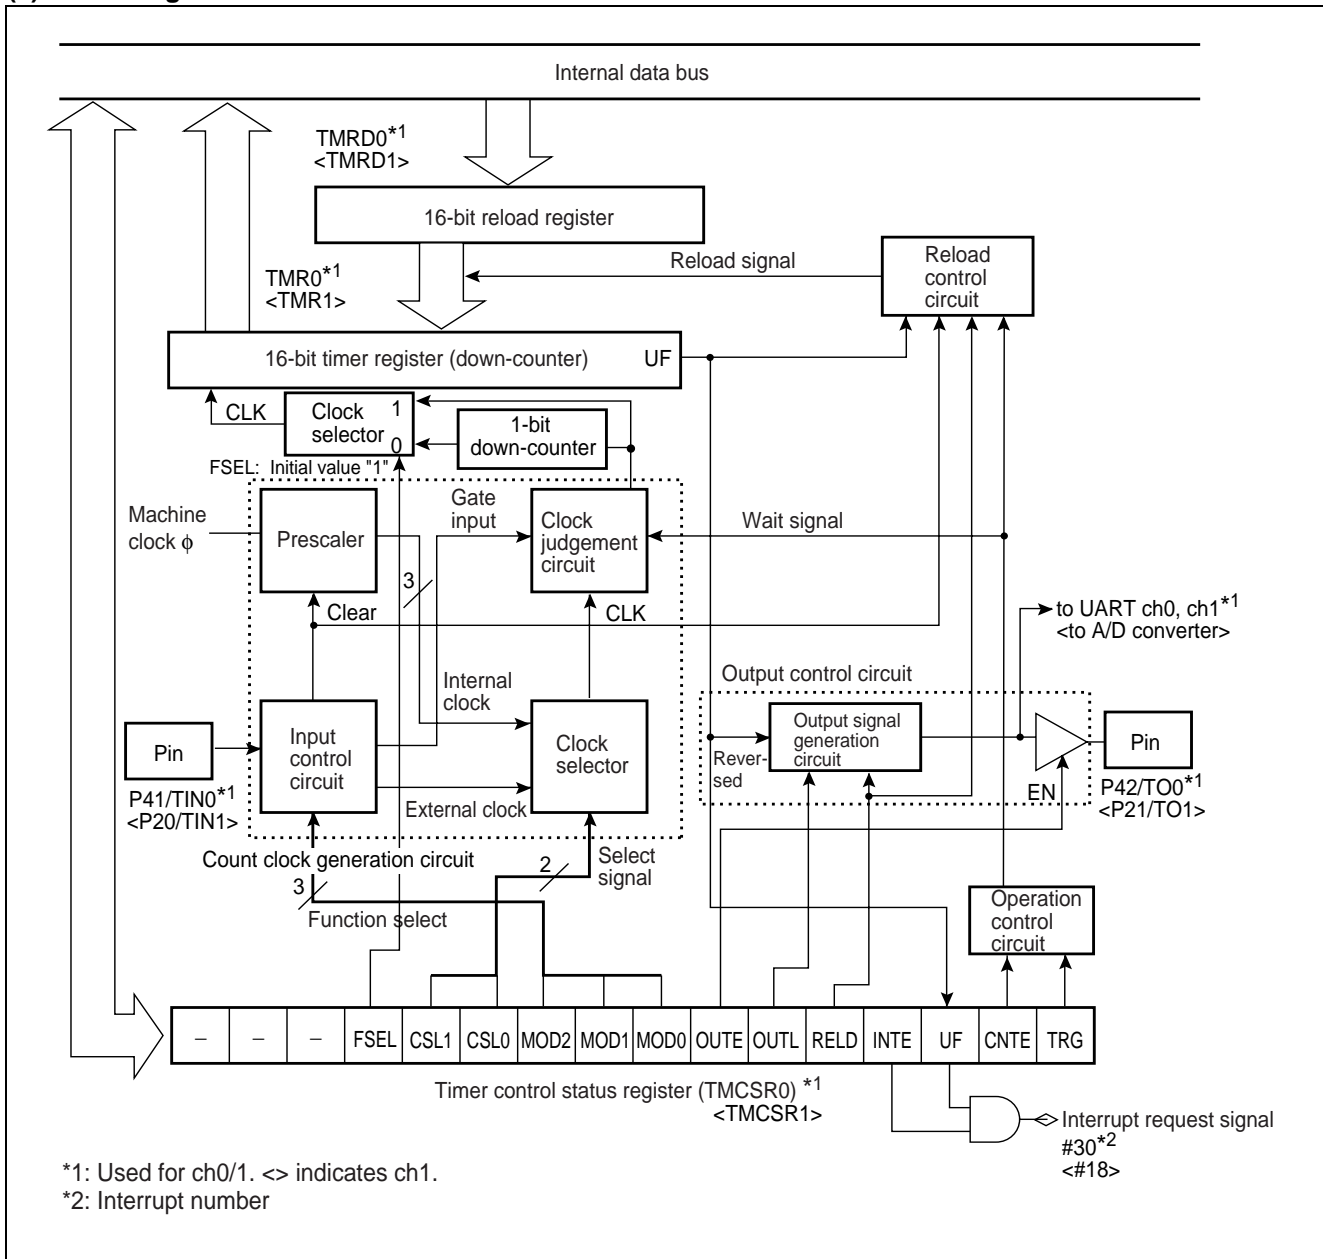 Internal data bus
TMRD0*1
<TMRD1>
16-bit reload register
Reload signal
Reload
control
circuit
TMR0*1
<TMR1>
16-bit timer register (down-counter)
UF
CLK
Clock
selector
1
0
1-bit
down-counter
FSEL: Initial value "1"
Machine
clock ϕ
Prescaler
Gate
input
Clock
judgement
circuit
Wait signal
3
Clear
CLK
to UART ch0, ch1*1
<to A/D converter>
Internal
clock
Output control circuit
Pin
P41/TIN0*1
<P20/TIN1>
Input
control
circuit
Clock
selector
External clock
Output signal
generation
circuit
Rever-
sed
EN
Pin
P42/TO0*1
<P21/TO1>
Count clock generation circuit
3
Function select
2
Select
signal
Operation
control
circuit
– – – FSEL CSL1 CSL0 MOD2 MOD1 MOD0 OUTE OUTL RELD INTE UF CNTE TRG
Timer control status register (TMCSR0) *1
<TMCSR1>
Interrupt request signal
#30*2
<#18>
*1: Used for ch0/1. <> indicates ch1.
*2: Interrupt number